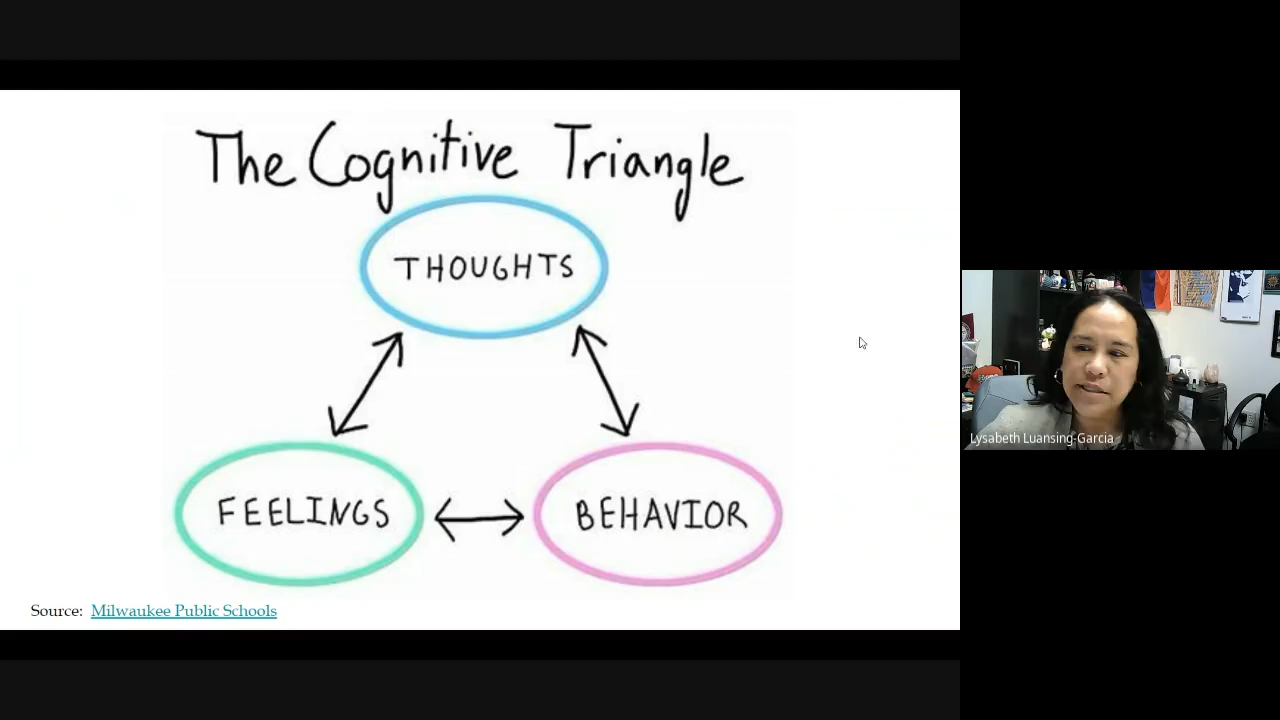 The Cognitive Triangle
THOUGHTS
FEELINGS
BEHAVIOR
Source: Milwaukee Public Schools
Lysabeth Luansing-Garcia